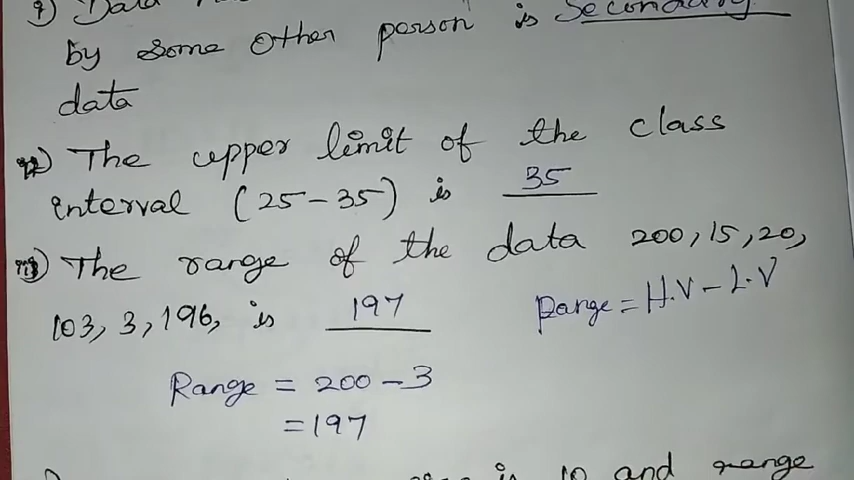 Data
by some other person is Secondary
data
ii) The upper limit of the class
interval (25-35) is 35
iii) The range of the data 200, 15, 20,
103, 3, 196, is 197
Range = H.V - L.V
Range = 200 - 3
= 197
is 10 and range